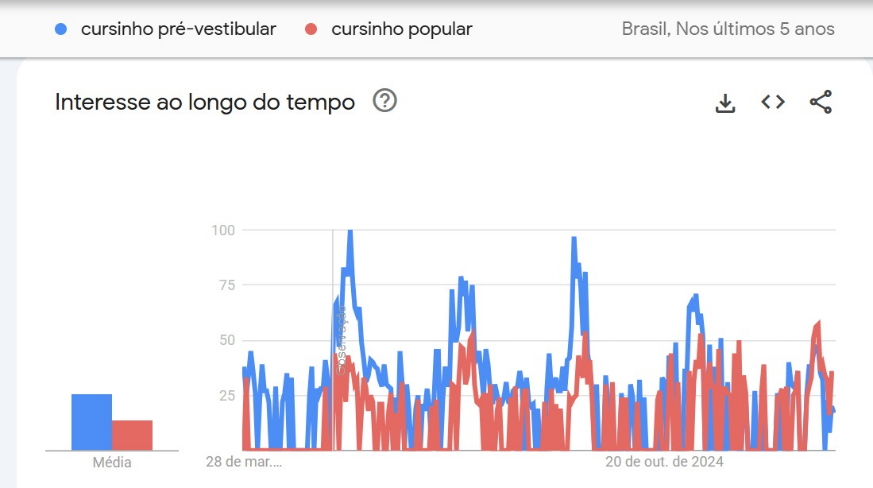 cursinho pré-vestibular
cursinho popular
Brasil, Nos últimos 5 anos
Interesse ao longo do tempo
?
100
75
50
25
Média
28 de mar....
20 de out. de 2024